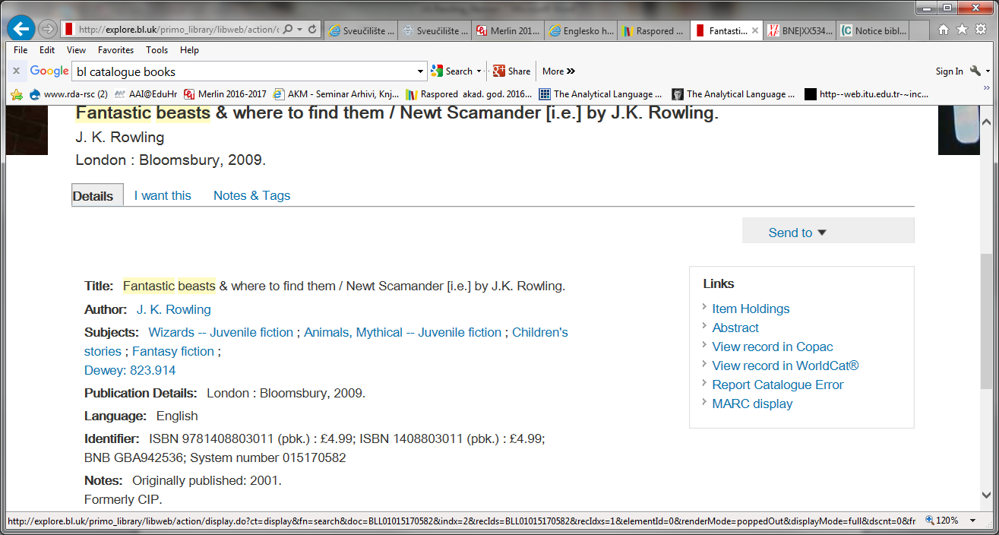 http://explore.bl.uk/primo_library/libweb/action/d
Sveučilište ...
Sveučilište ...
Merlin 201...
Englesko h...
Raspored ...
Fantasti...
BNE|XX534...
Notice bibl...
File Edit View Favorites Tools Help
x Google bl catalogue books Search Share More »» Sign In
www.rda-rsc (2) AAI@EduHr Merlin 2016-2017 AKM - Seminar Arhivi, Knj... Raspored akad. god. 2016... The Analytical Language ... The Analytical Language ... http--web.itu.edu.tr-~inc...
Fantastic beasts & where to find them / Newt Scamander [i.e.] by J.K. Rowling.
J. K. Rowling
London : Bloomsbury, 2009.
Details I want this Notes & Tags
Send to
Title: Fantastic beasts & where to find them / Newt Scamander [i.e.] by J.K. Rowling.
Author: J. K. Rowling
Subjects: Wizards -- Juvenile fiction ; Animals, Mythical -- Juvenile fiction ; Children's
stories ; Fantasy fiction ;
Dewey: 823.914
Publication Details: London : Bloomsbury, 2009.
Language: English
Identifier: ISBN 9781408803011 (pbk.) : £4.99; ISBN 1408803011 (pbk.) : £4.99;
BNB GBA942536; System number 015170582
Notes: Originally published: 2001.
Formerly CIP.
Links
Item Holdings
Abstract
View record in Copac
View record in WorldCat®
Report Catalogue Error
MARC display
http://explore.bl.uk/primo_library/libweb/action/display.do?ct=display&fn=search&doc=BLL01015170582&indx=2&recIds=BLL01015170582&recIdxs=1&elementId=0&renderMode=poppedOut&displayMode=full&dscnt=0&fr 120%